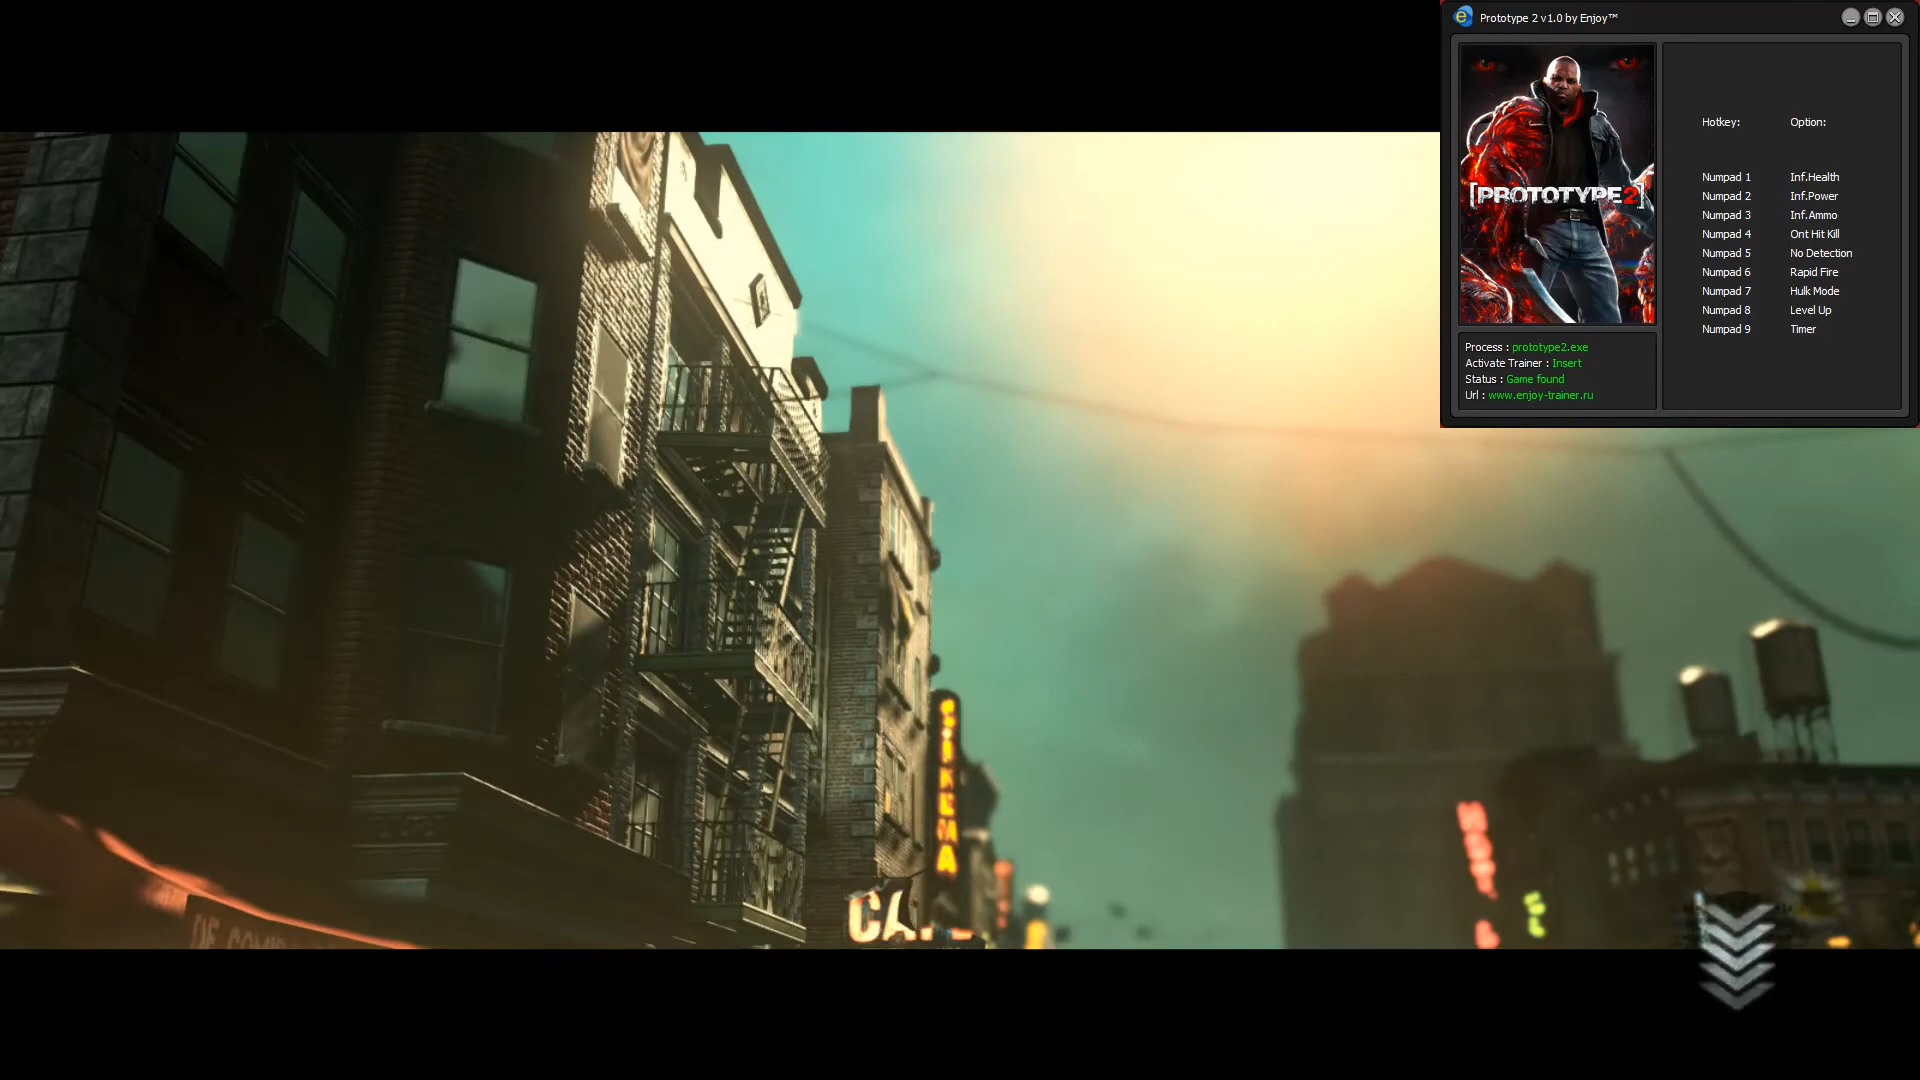 Prototype 2 v1.0 by Enjoy™
[PROTOTYPE2]
Hotkey: Option:
Numpad 1 Inf.Health
Numpad 2 Inf.Power
Numpad 3 Inf.Ammo
Numpad 4 Ont Hit Kill
Numpad 5 No Detection
Numpad 6 Rapid Fire
Numpad 7 Hulk Mode
Numpad 8 Level Up
Numpad 9 Timer
Process : prototype2.exe
Activate Trainer : Insert
Status : Game found
Url : www.enjoy-trainer.ru